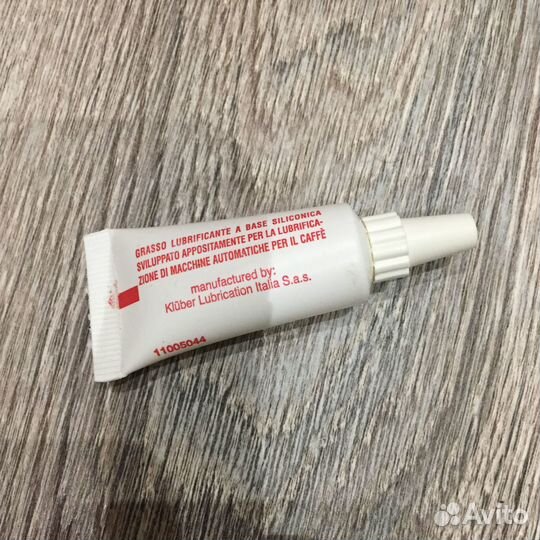 GRASSO LUBRIFICANTE A BASE SILICONICA
SVILUPPATO APPOSITAMENTE PER LA LUBRIFICA-
ZIONE DI MACCHINE AUTOMATICHE PER IL CAFFÈ
manufactured by:
Klüber Lubrication Italia S.a.s.
11005044
Avito